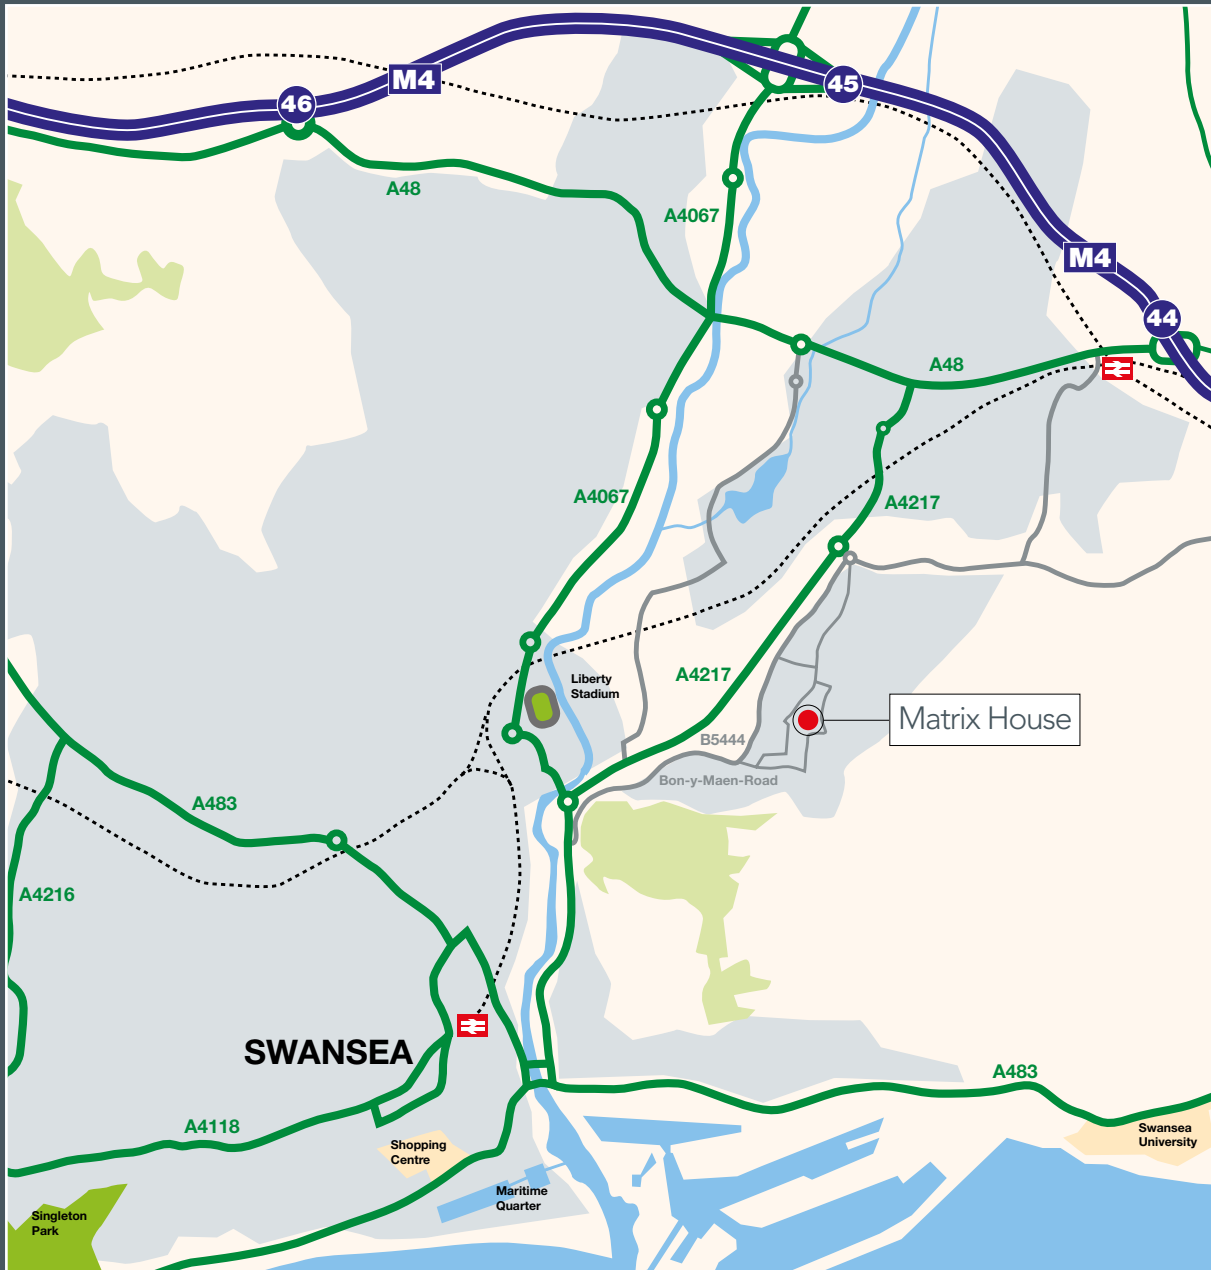 M4
46
45
A48
A4067
M4
44
A48
A4067
A4217
Liberty
Stadium
A4217
Matrix House
B5444
Bon-y-Maen-Road
A483
A4216
SWANSEA
A483
A4118
Shopping
Centre
Swansea
University
Maritime
Quarter
Singleton
Park